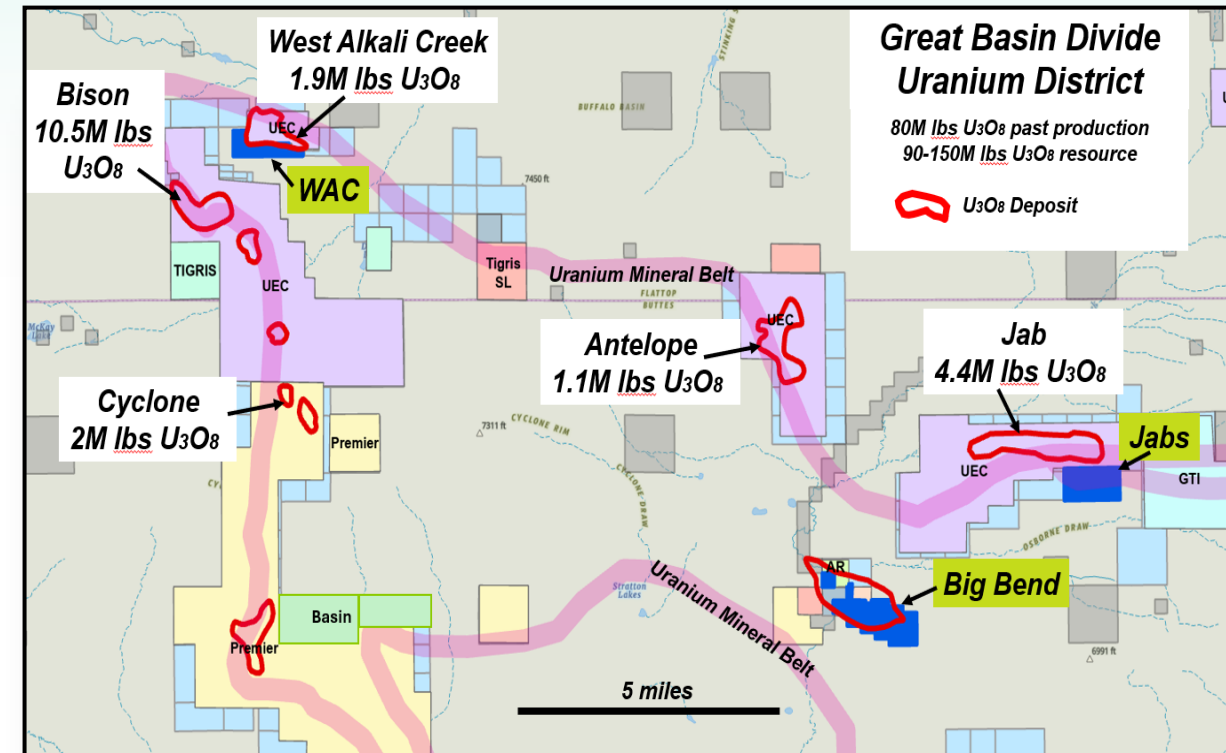 Great Basin Divide
Uranium District
80M lbs U₃O₈ past production
90-150M lbs U₃O₈ resource
U₃O₈ Deposit
West Alkali Creek
1.9M lbs U₃O₈
Bison
10.5M lbs
U₃O₈
UEC
WAC
BUFFALO BASIN
7450 ft
TIGRIS
UEC
Tigris
SL
Uranium Mineral Belt
FLATTOP
BUTTES
McKay
Lake
UEC
Antelope
1.1M lbs U₃O₈
Jab
4.4M lbs U₃O₈
Cyclone
2M lbs U₃O₈
Premier
7311 ft
CYCLONE RIM
CYCLONE DRAW
UEC
Jabs
GTI
OSBORNE DRAW
AR
Big Bend
Stratton
Lakes
Uranium Mineral Belt
Basin
Premier
6991 ft
5 miles